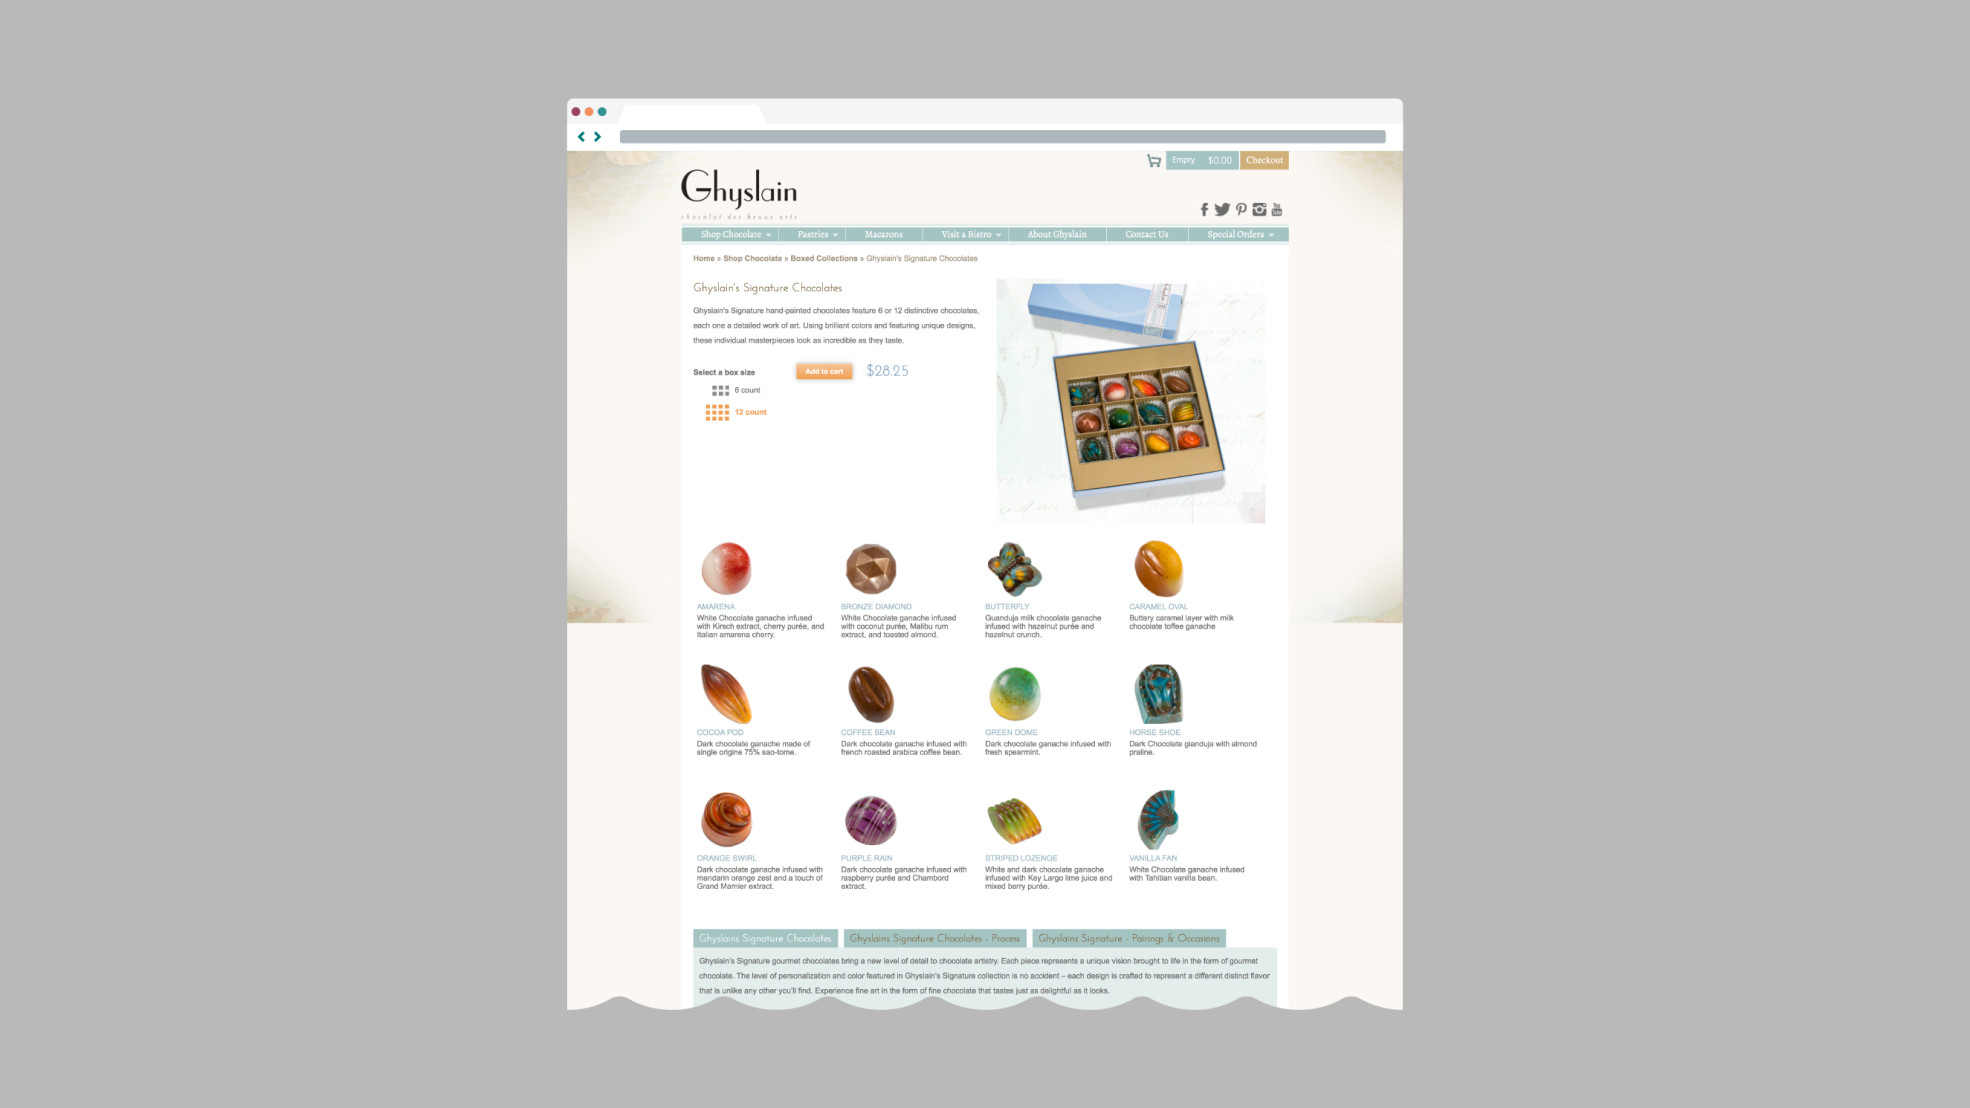 Empty $0.00 Checkout
Ghyslain
chocolat des beaux arts
Shop Chocolate Pastries Macarons Visit a Bistro About Ghyslain Contact Us Special Orders
Home » Shop Chocolate » Boxed Collections » Ghyslain's Signature Chocolates
Ghyslain's Signature Chocolates
Ghyslain's Signature hand-painted chocolates feature 6 or 12 distinctive chocolates,
each one a detailed work of art. Using brilliant colors and featuring unique designs,
these individual masterpieces look as incredible as they taste.
Select a box size
Add to cart
$28.25
6 count
12 count
AMARENA
White Chocolate ganache infused
with Kirsch extract, cherry purée, and
Italian amarena cherry.
BRONZE DIAMOND
White Chocolate ganache infused
with coconut purée, Malibu rum
extract, and toasted almond.
BUTTERFLY
Guanduja milk chocolate ganache
infused with hazelnut purée and
hazelnut crunch.
CARAMEL OVAL
Buttery caramel layer with milk
chocolate toffee ganache
COCOA POD
Dark chocolate ganache made of
single origine 75% sao-tome.
COFFEE BEAN
Dark chocolate ganache infused with
french roasted arabica coffee bean.
GREEN DOME
Dark chocolate ganache infused with
fresh spearmint.
HORSE SHOE
Dark Chocolate gianduja with almond
praline.
ORANGE SWIRL
Dark chocolate ganache infused with
mandarin orange zest and a touch of
Grand Marnier extract.
PURPLE RAIN
Dark chocolate ganache infused with
raspberry purée and Chambord
extract.
STRIPED LOZENGE
White and dark chocolate ganache
infused with Key Largo lime juice and
mixed berry purée.
VANILLA FAN
White Chocolate ganache infused
with Tahitian vanilla bean.
Ghyslains Signature Chocolates
Ghyslains Signature Chocolates - Process
Ghyslains Signature - Pairings & Occasions
Ghyslain's Signature gourmet chocolates bring a new level of detail to chocolate artistry. Each piece represents a unique vision brought to life in the form of gourmet
chocolate. The level of personalization and color featured in Ghyslain's Signature collection is no accident – each design is crafted to represent a different distinct flavor
that is unlike any other you'll find. Experience fine art in the form of fine chocolate that tastes just as delightful as it looks.